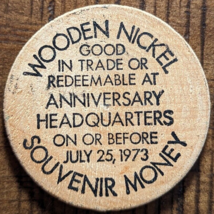 WOODEN NICKEL
GOOD
IN TRADE OR
REDEEMABLE AT
ANNIVERSARY
HEADQUARTERS
ON OR BEFORE
JULY 25, 1973
SOUVENIR MONEY